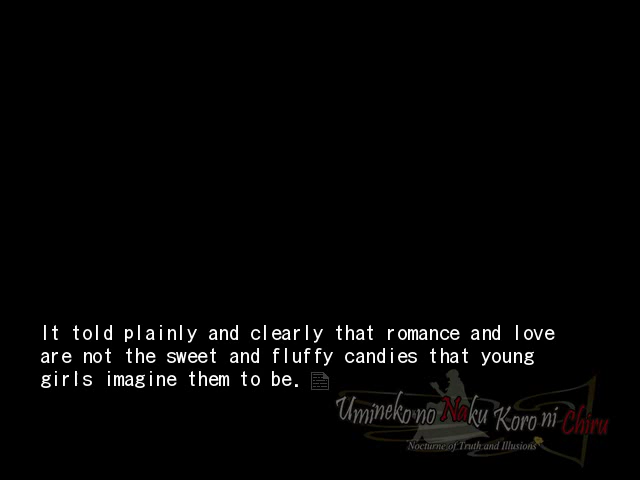 It told plainly and clearly that romance and love
are not the sweet and fluffy candies that young
girls imagine them to be.
Umineko no Naku Koro ni Chiru
Nocturne of Truth and Illusions